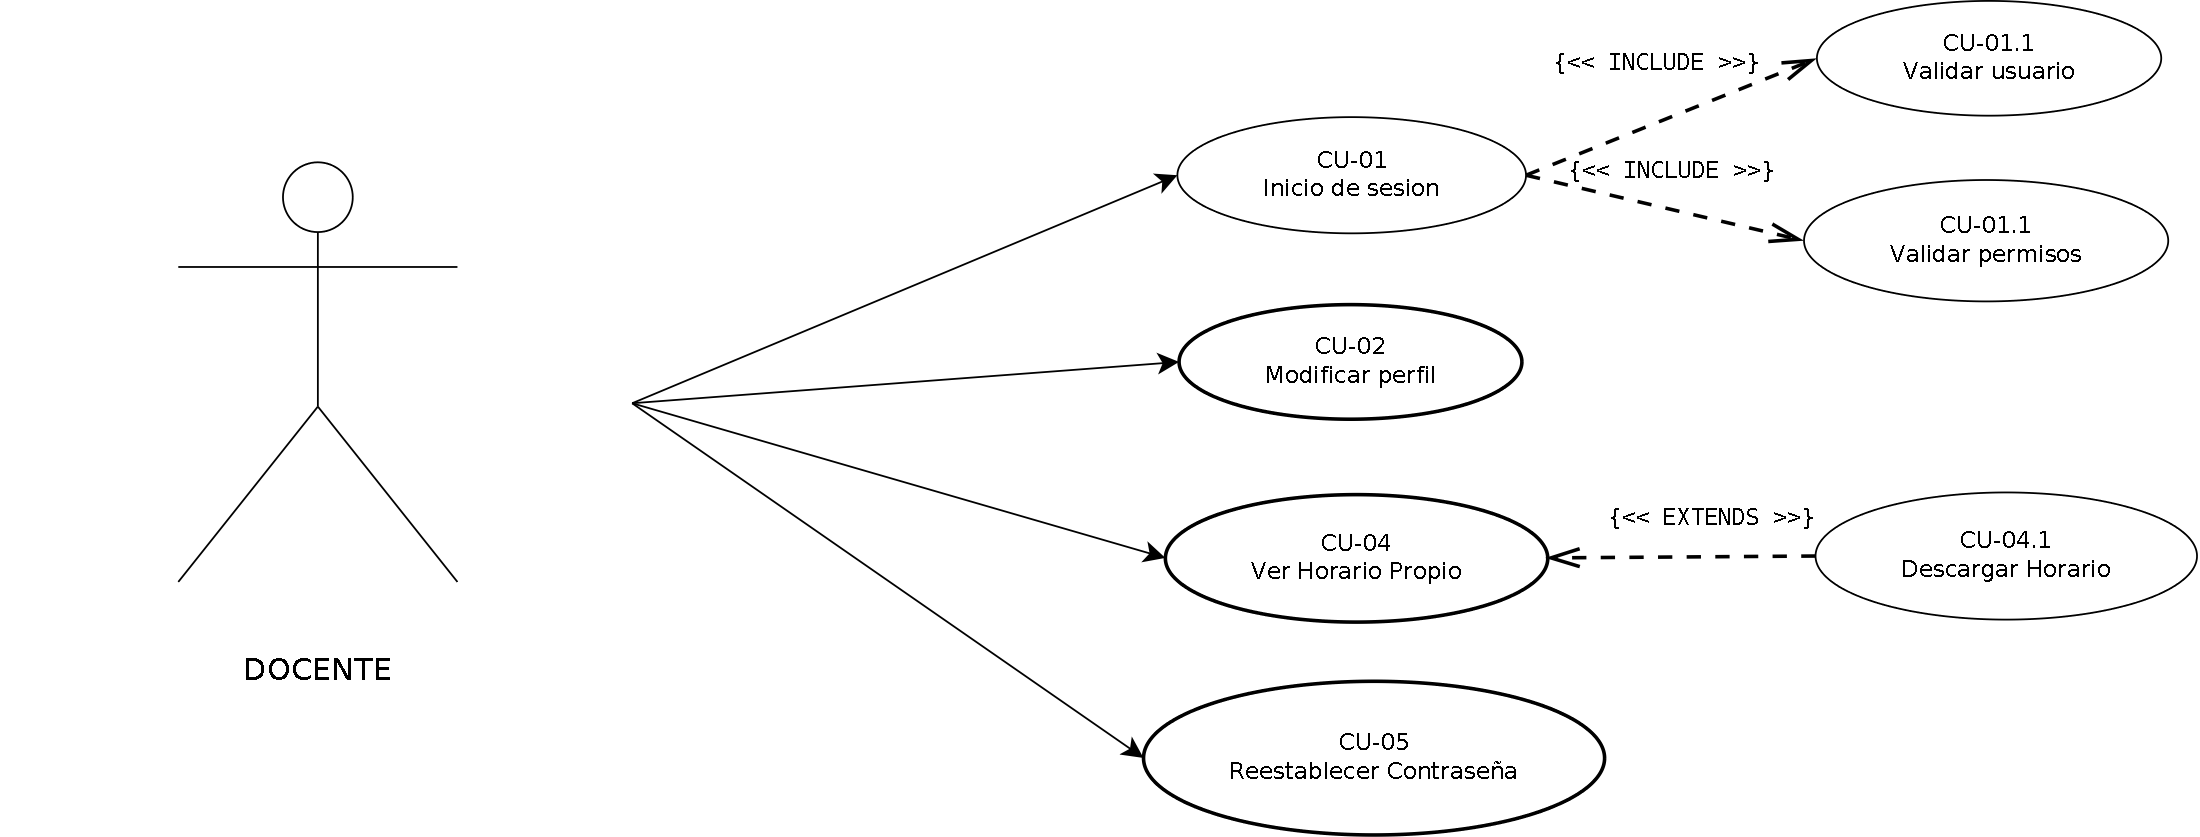 {<< INCLUDE >>}
CU-01.1
Validar usuario
CU-01
Inicio de sesion
{<< INCLUDE >>}
CU-01.1
Validar permisos
CU-02
Modificar perfil
CU-04
Ver Horario Propio
{<< EXTENDS >>}
CU-04.1
Descargar Horario
DOCENTE
CU-05
Reestablecer Contraseña